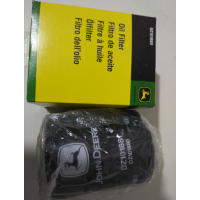 Oil Filter
Filtro de aceite
Filtre à huile
Ölfilter
Filtro dell'olio
JOHN DEERE